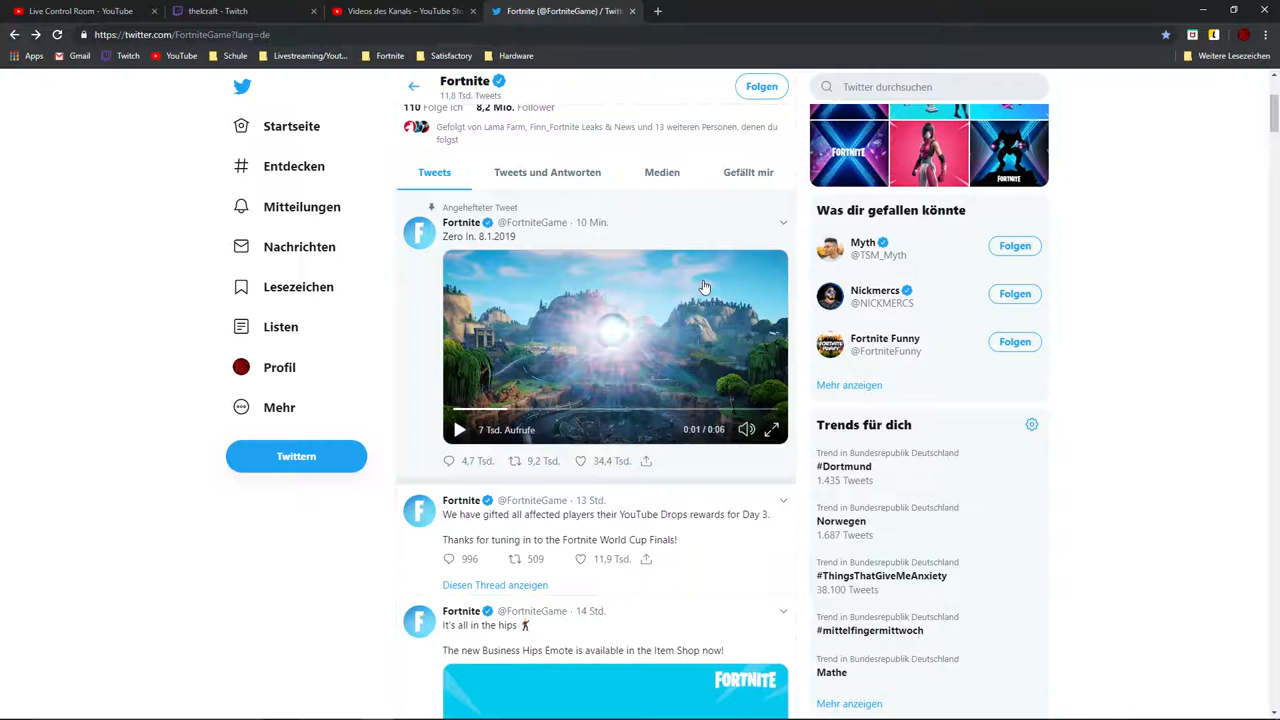 Live Control Room - YouTube
thelcraft - Twitch
Videos des Kanals – YouTube Stu
Fortnite (@FortniteGame) / Twitt
https://twitter.com/FortniteGame?lang=de
Apps
Gmail
Twitch
YouTube
Schule
Livestreaming/Yout...
Fortnite
Satisfactory
Hardware
Weitere Lesezeichen
Startseite
Entdecken
Mitteilungen
Nachrichten
Lesezeichen
Listen
Profil
Mehr
Twittern
Fortnite
11,8 Tsd. Tweets
Folgen
110 Folge ich 8,2 Mio. Follower
Gefolgt von Lama Farm, Finn_Fortnite Leaks & News und 13 weiteren Personen, denen du
folgst
Tweets
Tweets und Antworten
Medien
Gefällt mir
Angehefteter Tweet
Fortnite @FortniteGame · 10 Min.
Zero In. 8.1.2019
7 Tsd. Aufrufe
0:01 / 0:06
4,7 Tsd. 9,2 Tsd. 34,4 Tsd.
Fortnite @FortniteGame · 13 Std.
We have gifted all affected players their YouTube Drops rewards for Day 3.
Thanks for tuning in to the Fortnite World Cup Finals!
996 509 11,9 Tsd.
Diesen Thread anzeigen
Fortnite @FortniteGame · 14 Std.
It's all in the hips
The new Business Hips Emote is available in the Item Shop now!
FORTNITE
Twitter durchsuchen
FORTNITE
FORTNITE
Was dir gefallen könnte
Myth
@TSM_Myth
Folgen
Nickmercs
@NICKMERCS
Folgen
Fortnite Funny
@FortniteFunny
Folgen
Mehr anzeigen
Trends für dich
Trend in Bundesrepublik Deutschland
#Dortmund
1.435 Tweets
Trend in Bundesrepublik Deutschland
Norwegen
1.687 Tweets
Trend in Bundesrepublik Deutschland
#ThingsThatGiveMeAnxiety
38.100 Tweets
Trend in Bundesrepublik Deutschland
#mittelfingermittwoch
Trend in Bundesrepublik Deutschland
Mathe
Mehr anzeigen